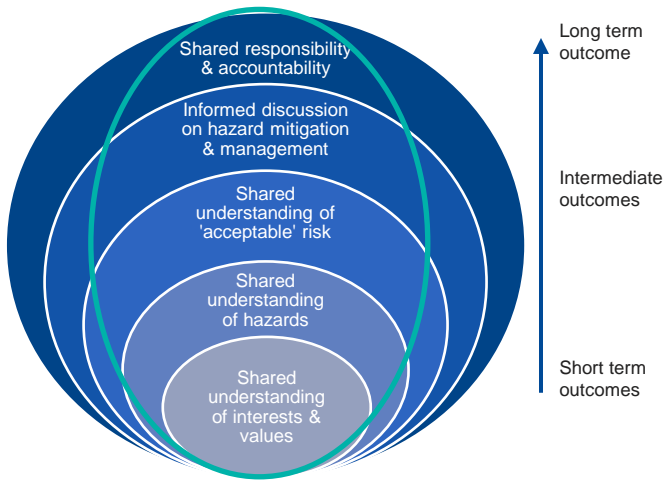 Shared responsibility
& accountability
Informed discussion
on hazard mitigation
& management
Shared
understanding of
'acceptable' risk
Shared
understanding
of hazards
Shared
understanding
of interests &
values
Long term
outcome
Intermediate
outcomes
Short term
outcomes